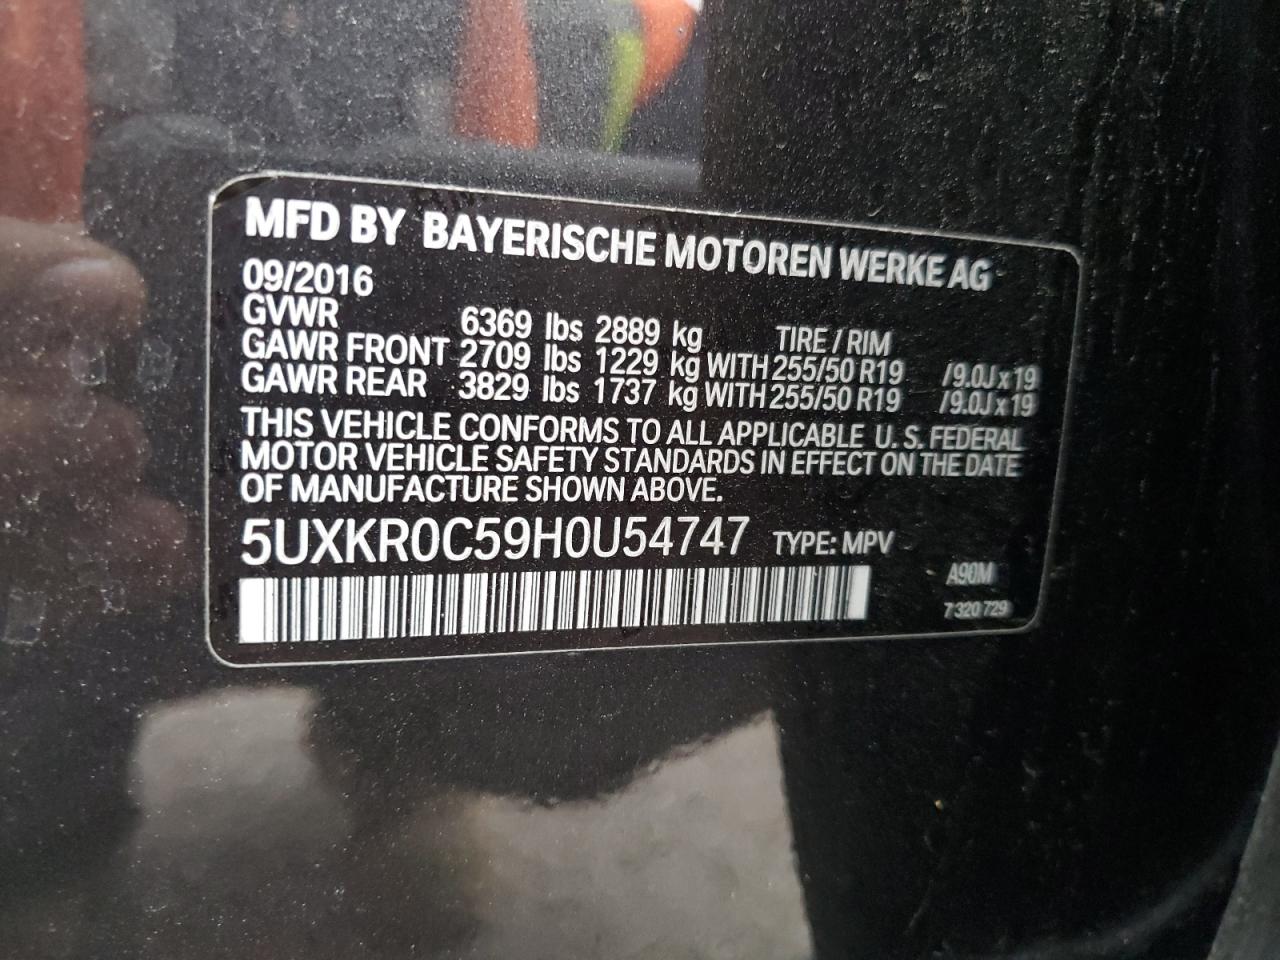 MFD BY BAYERISCHE MOTOREN WERKE AG
09/2016
GVWR 6369 lbs 2889 kg TIRE / RIM
GAWR FRONT 2709 lbs 1229 kg WITH 255/50 R19 /9.0J x 19
GAWR REAR 3829 lbs 1737 kg WITH 255/50 R19 /9.0J x 19
THIS VEHICLE CONFORMS TO ALL APPLICABLE U. S. FEDERAL
MOTOR VEHICLE SAFETY STANDARDS IN EFFECT ON THE DATE
OF MANUFACTURE SHOWN ABOVE.
5UXKR0C59H0U54747 TYPE: MPV
A90M
7 320 729